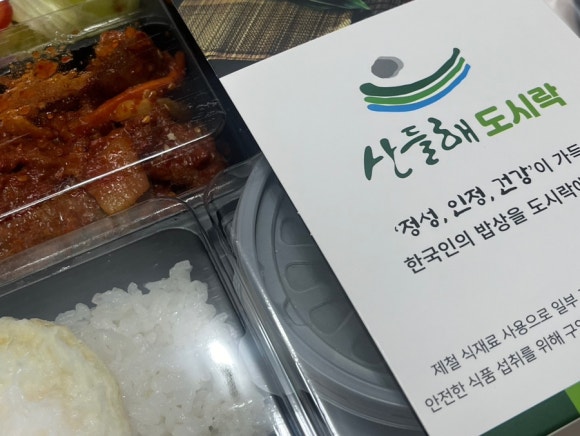 산들해 도시락
'정성, 인정, 건강'이 가득
한국인의 밥상을 도시락에
제철 식재료 사용으로 일부
안전한 식품 섭취를 위해 구입